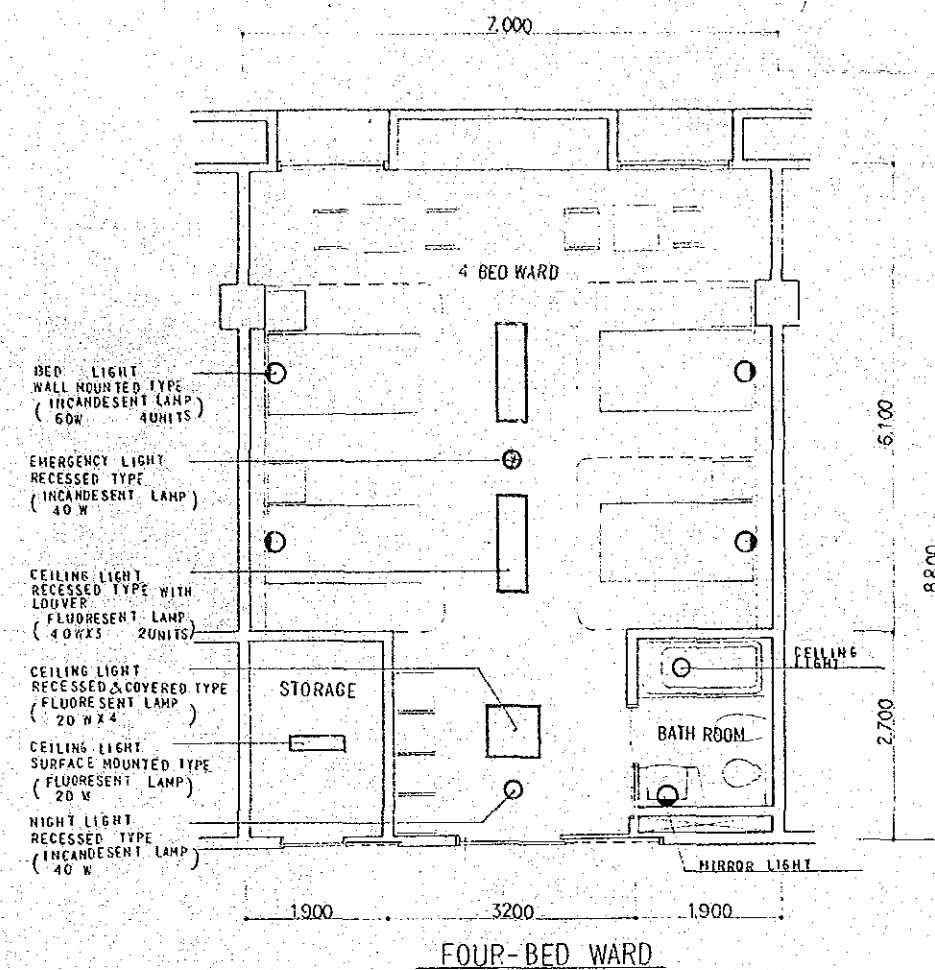 7.000
4 BED WARD
BED LIGHT
WALL MOUNTED TYPE
( INCANDESENT LAMP )
60W 4UNITS
EMERGENCY LIGHT
RECESSED TYPE
( INCANDESENT LAMP )
40 W
CEILING LIGHT
RECESSED TYPE WITH
LOUVER
( FLUORESENT LAMP )
40WX3 2UNITS
CEILING LIGHT
RECESSED & COVERED TYPE
( FLUORESENT LAMP )
20 W X 4
CEILING LIGHT
SURFACE MOUNTED TYPE
( FLUORESENT LAMP )
20 W
NIGHT LIGHT
RECESSED TYPE
( INCANDESENT LAMP )
40 W
STORAGE
BATH ROOM
CEILING
LIGHT
MIRROR LIGHT
6,100
2,700
8,800
1,900
3200
1,900
FOUR-BED WARD